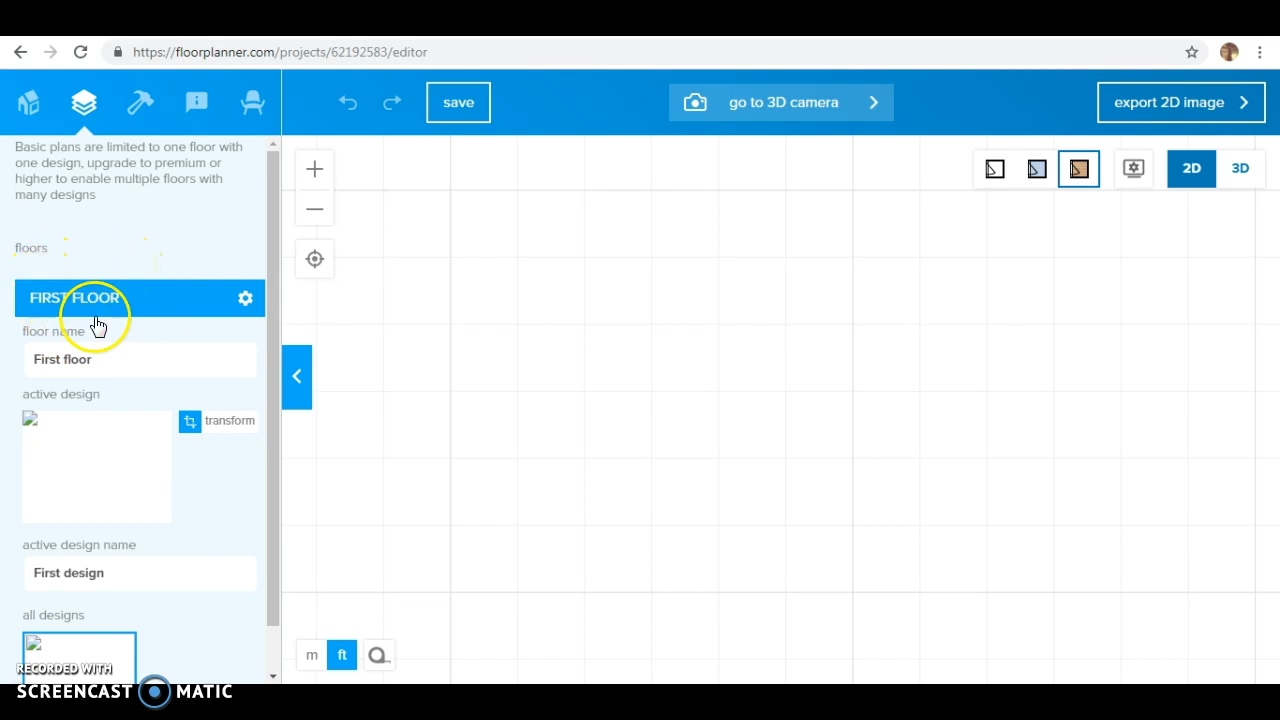 https://floorplanner.com/projects/62192583/editor
save
go to 3D camera
export 2D image
Basic plans are limited to one floor with
one design, upgrade to premium or
higher to enable multiple floors with
many designs
2D
3D
floors
FIRST FLOOR
floor name
First floor
active design
transform
active design name
First design
all designs
m
ft
RECORDED WITH
SCREENCAST MATIC